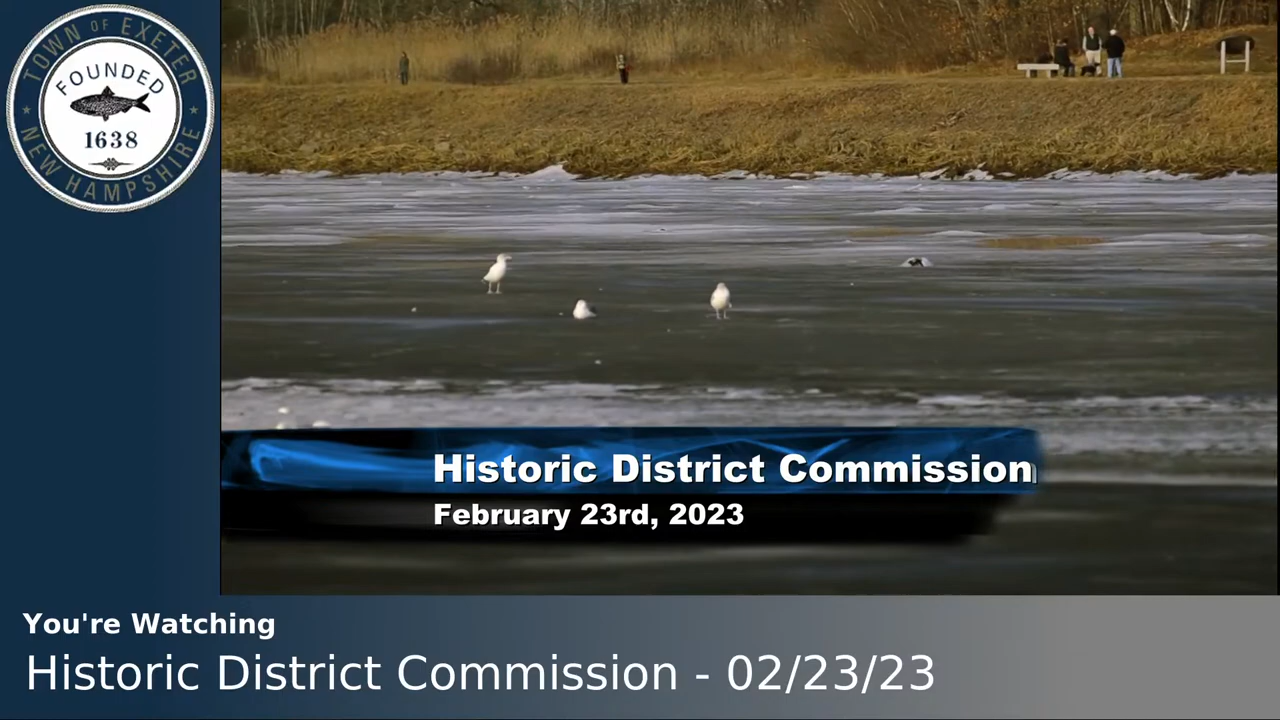 TOWN OF EXETER
FOUNDED
1638
NEW HAMPSHIRE
Historic District Commission
February 23rd, 2023
You're Watching
Historic District Commission - 02/23/23